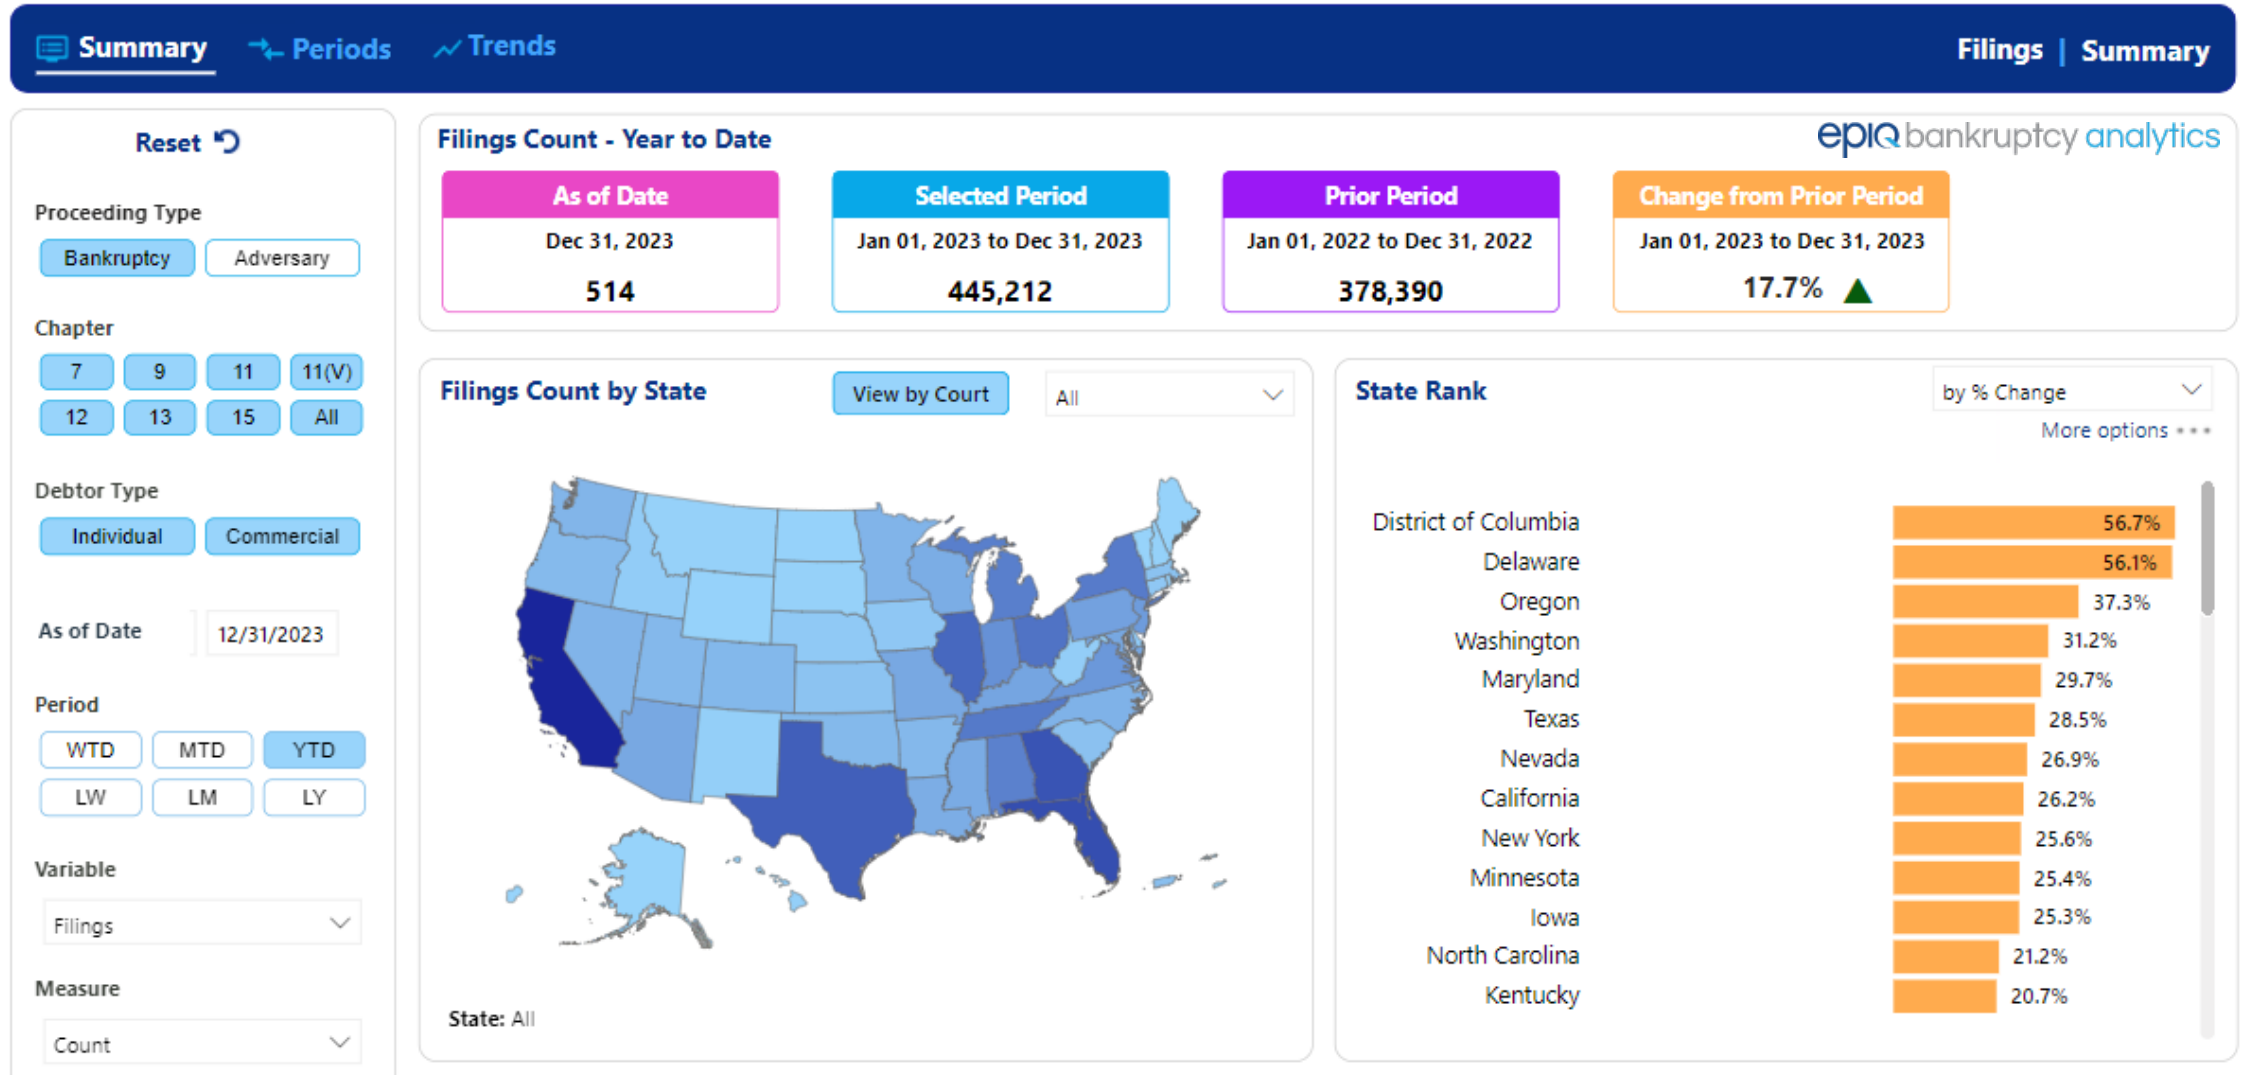 Summary
Periods
Trends
Filings | Summary
Reset
Proceeding Type
Bankruptcy
Adversary
Chapter
7
9
11
11(V)
12
13
15
All
Debtor Type
Individual
Commercial
As of Date
12/31/2023
Period
WTD
MTD
YTD
LW
LM
LY
Variable
Filings
Measure
Count
Filings Count - Year to Date
epiq bankruptcy analytics
As of Date
Dec 31, 2023
514
Selected Period
Jan 01, 2023 to Dec 31, 2023
445,212
Prior Period
Jan 01, 2022 to Dec 31, 2022
378,390
Change from Prior Period
Jan 01, 2023 to Dec 31, 2023
17.7%
Filings Count by State
View by Court
All
State: All
State Rank
by % Change
More options
District of Columbia 56.7%
Delaware 56.1%
Oregon 37.3%
Washington 31.2%
Maryland 29.7%
Texas 28.5%
Nevada 26.9%
California 26.2%
New York 25.6%
Minnesota 25.4%
Iowa 25.3%
North Carolina 21.2%
Kentucky 20.7%